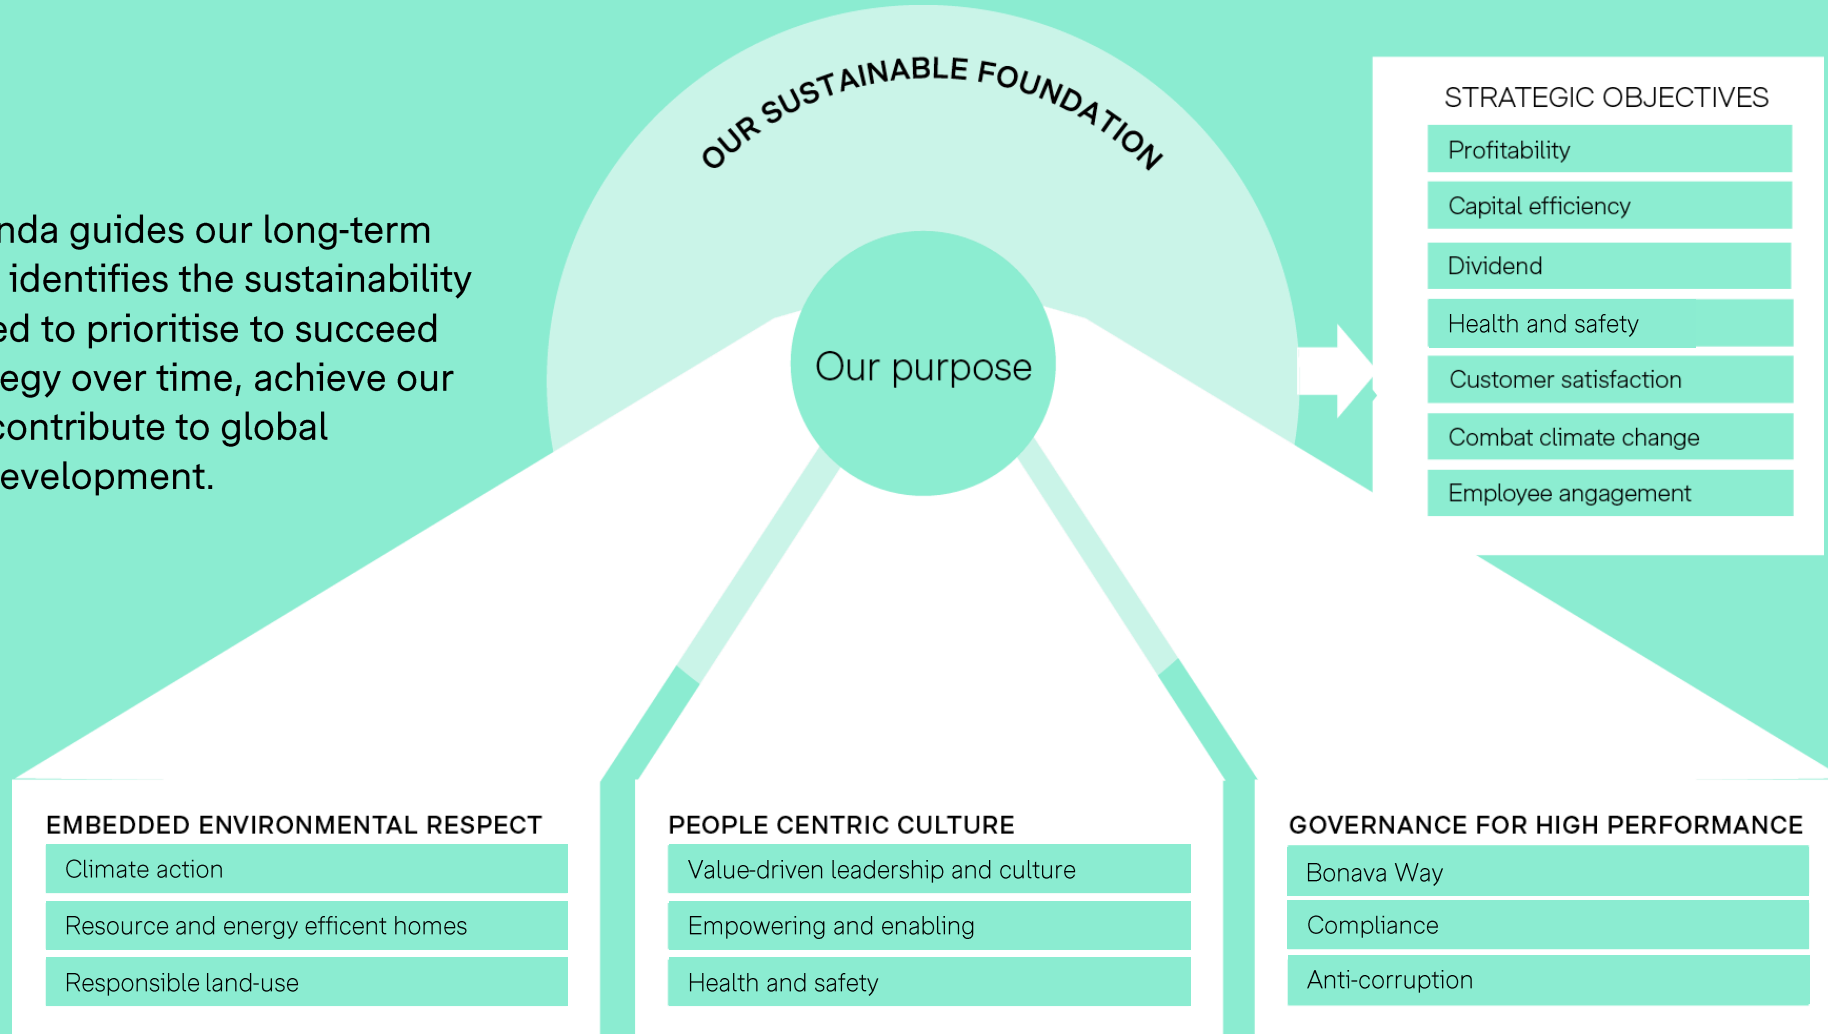 OUR SUSTAINABLE FOUNDATION
nda guides our long-term
identifies the sustainability
ed to prioritise to succeed
egy over time, achieve our
contribute to global
evelopment.
Our purpose
STRATEGIC OBJECTIVES
Profitability
Capital efficiency
Dividend
Health and safety
Customer satisfaction
Combat climate change
Employee angagement
EMBEDDED ENVIRONMENTAL RESPECT
Climate action
Resource and energy efficent homes
Responsible land-use
PEOPLE CENTRIC CULTURE
Value-driven leadership and culture
Empowering and enabling
Health and safety
GOVERNANCE FOR HIGH PERFORMANCE
Bonava Way
Compliance
Anti-corruption